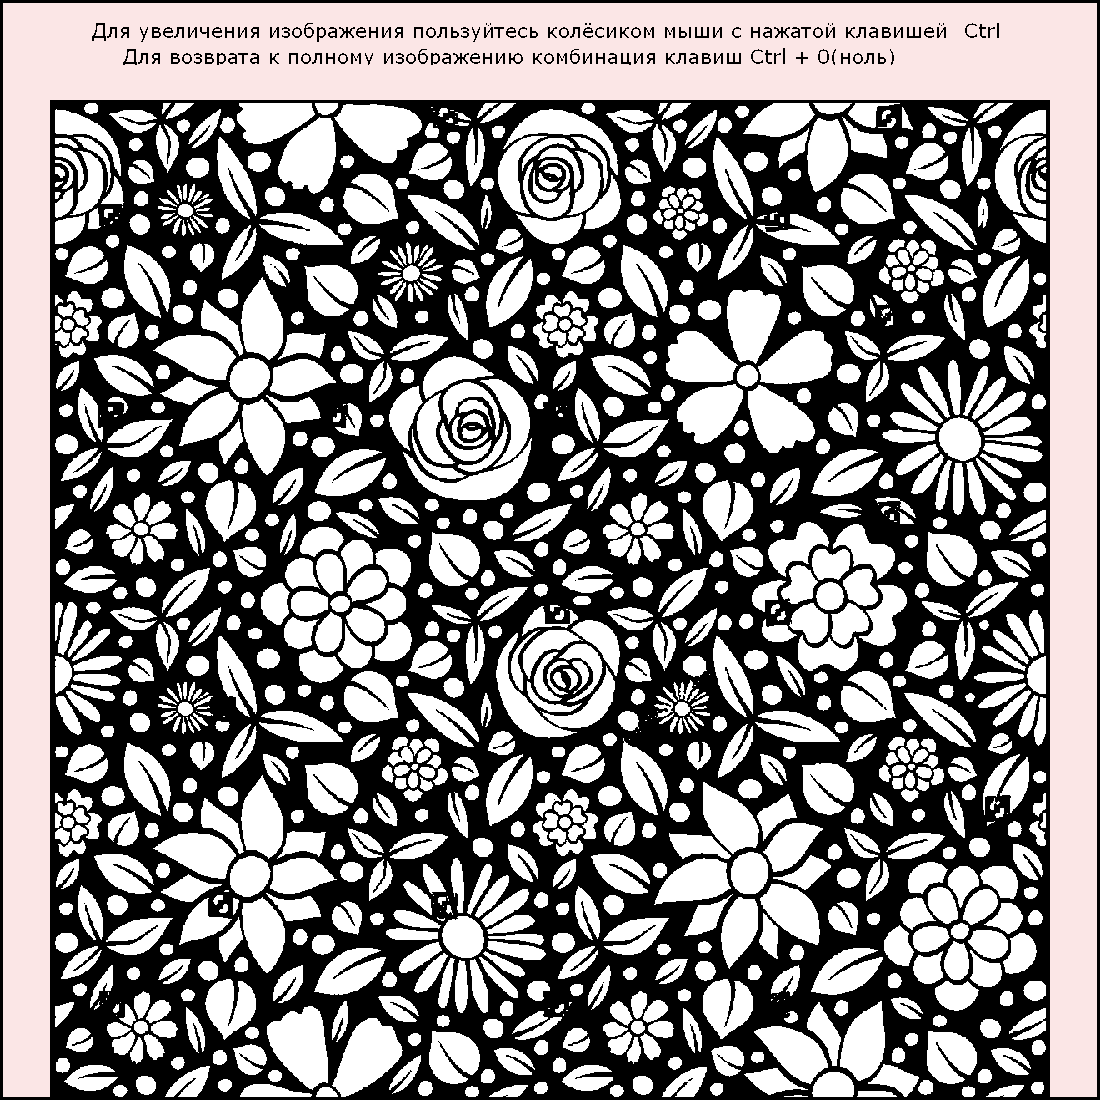 Для увеличения изображения пользуйтесь колёсиком мыши с нажатой клавишей Ctrl
Для возврата к полному изображению комбинация клавиш Ctrl + 0(ноль)